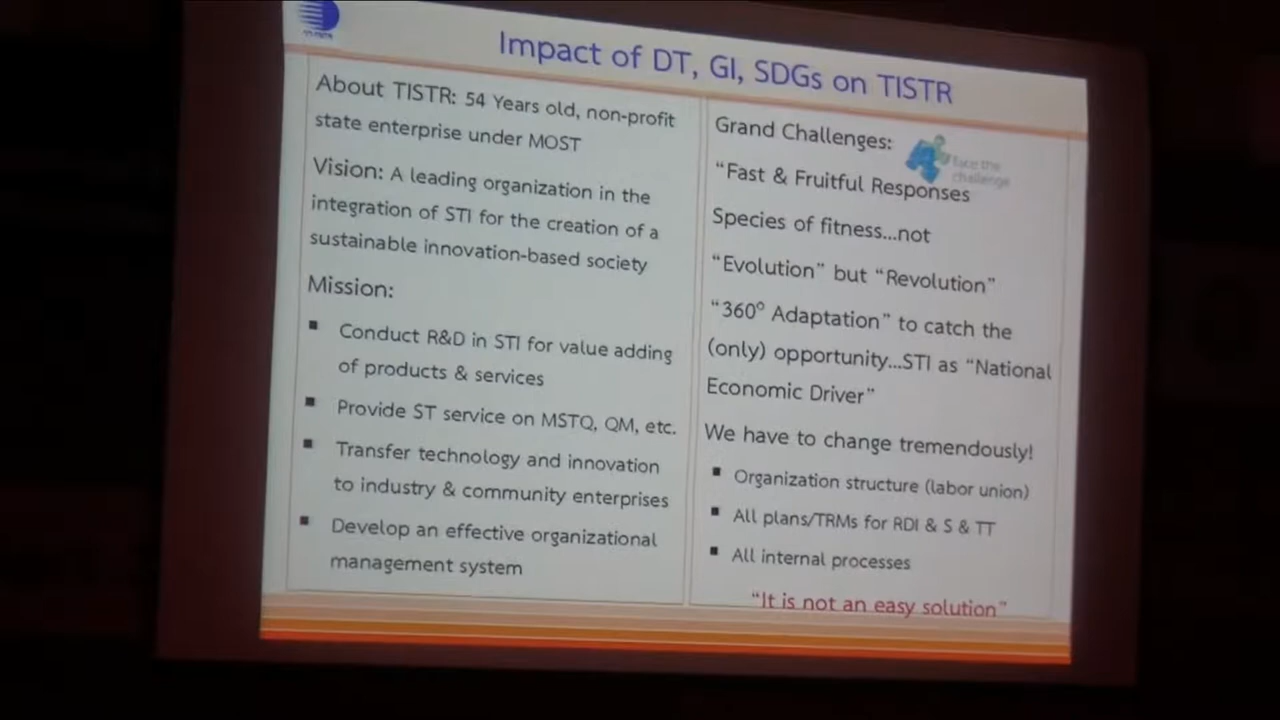 Impact of DT, GI, SDGs on TISTR
About TISTR: 54 Years old, non-profit
state enterprise under MOST
Vision: A leading organization in the
integration of STI for the creation of a
sustainable innovation-based society
Mission:
■ Conduct R&D in STI for value adding
of products & services
■ Provide ST service on MSTQ, QM, etc.
■ Transfer technology and innovation
to industry & community enterprises
■ Develop an effective organizational
management system
Grand Challenges:
face the
challenge
“Fast & Fruitful Responses
Species of fitness...not
“Evolution” but “Revolution”
“360° Adaptation” to catch the
(only) opportunity...STI as “National
Economic Driver”
We have to change tremendously!
■ Organization structure (labor union)
■ All plans/TRMs for RDI & S & TT
■ All internal processes
“It is not an easy solution”